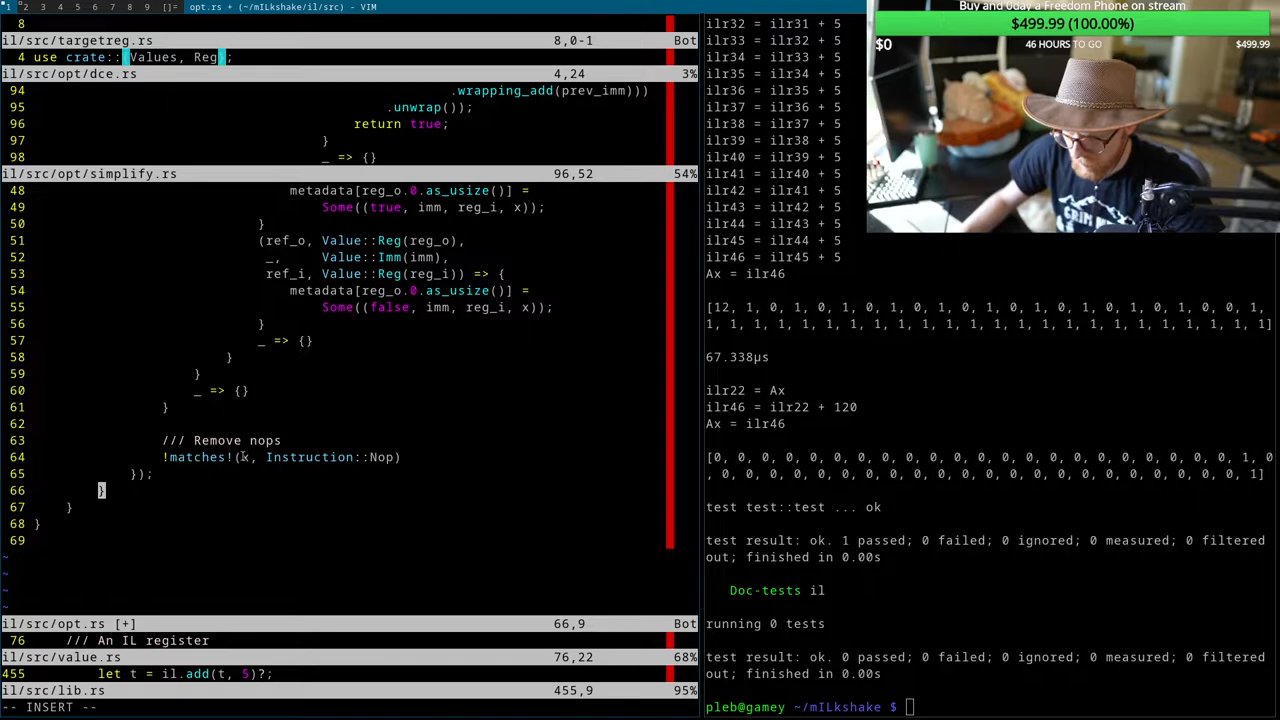 1 2 3 4 5 6 7 8 9 []= opt.rs + (~/mILkshake/il/src) - VIM
8
il/src/targetreg.rs 8,0-1 Bot
4 use crate::{Values, Reg};
il/src/opt/dce.rs 4,24 3%
94 .wrapping_add(prev_imm)))
95 .unwrap());
96 return true;
97 }
98 _ => {}
il/src/opt/simplify.rs 96,52 54%
48 metadata[reg_o.0.as_usize()] =
49 Some((true, imm, reg_i, x));
50 }
51 (ref_o, Value::Reg(reg_o),
52 _, Value::Imm(imm),
53 ref_i, Value::Reg(reg_i)) => {
54 metadata[reg_o.0.as_usize()] =
55 Some((false, imm, reg_i, x));
56 }
57 _ => {}
58 }
59 }
60 _ => {}
61 }
62
63 /// Remove nops
64 !matches!(x, Instruction::Nop)
65 });
66 }
67 }
68 }
69
~
~
~
~
il/src/opt.rs [+] 66,9 Bot
76 /// An IL register
il/src/value.rs 76,22 68%
455 let t = il.add(t, 5)?;
il/src/lib.rs 455,9 95%
-- INSERT --
ilr32 = ilr31 + 5
ilr33 = ilr32 + 5
ilr34 = ilr33 + 5
ilr35 = ilr34 + 5
ilr36 = ilr35 + 5
ilr37 = ilr36 + 5
ilr38 = ilr37 + 5
ilr39 = ilr38 + 5
ilr40 = ilr39 + 5
ilr41 = ilr40 + 5
ilr42 = ilr41 + 5
ilr43 = ilr42 + 5
ilr44 = ilr43 + 5
ilr45 = ilr44 + 5
ilr46 = ilr45 + 5
Ax = ilr46
[12, 1, 0, 1, 0, 1, 0, 1, 0, 1, 0, 1, 0, 1, 0, 1, 0, 1, 0, 1, 0, 0, 1,
1, 1, 1, 1, 1, 1, 1, 1, 1, 1, 1, 1, 1, 1, 1, 1, 1, 1, 1, 1, 1, 1, 1, 1]
67.338µs
ilr22 = Ax
ilr46 = ilr22 + 120
Ax = ilr46
[0, 0, 0, 0, 0, 0, 0, 0, 0, 0, 0, 0, 0, 0, 0, 0, 0, 0, 0, 0, 0, 0, 1, 0
, 0, 0, 0, 0, 0, 0, 0, 0, 0, 0, 0, 0, 0, 0, 0, 0, 0, 0, 0, 0, 0, 0, 1]
test test::test ... ok
test result: ok. 1 passed; 0 failed; 0 ignored; 0 measured; 0 filtered
out; finished in 0.00s
Doc-tests il
running 0 tests
test result: ok. 0 passed; 0 failed; 0 ignored; 0 measured; 0 filtered
out; finished in 0.00s
pleb@gamey ~/mILkshake $
Buy and 0day a Freedom Phone on stream
$499.99 (100.00%)
$0 46 HOURS TO GO $499.99